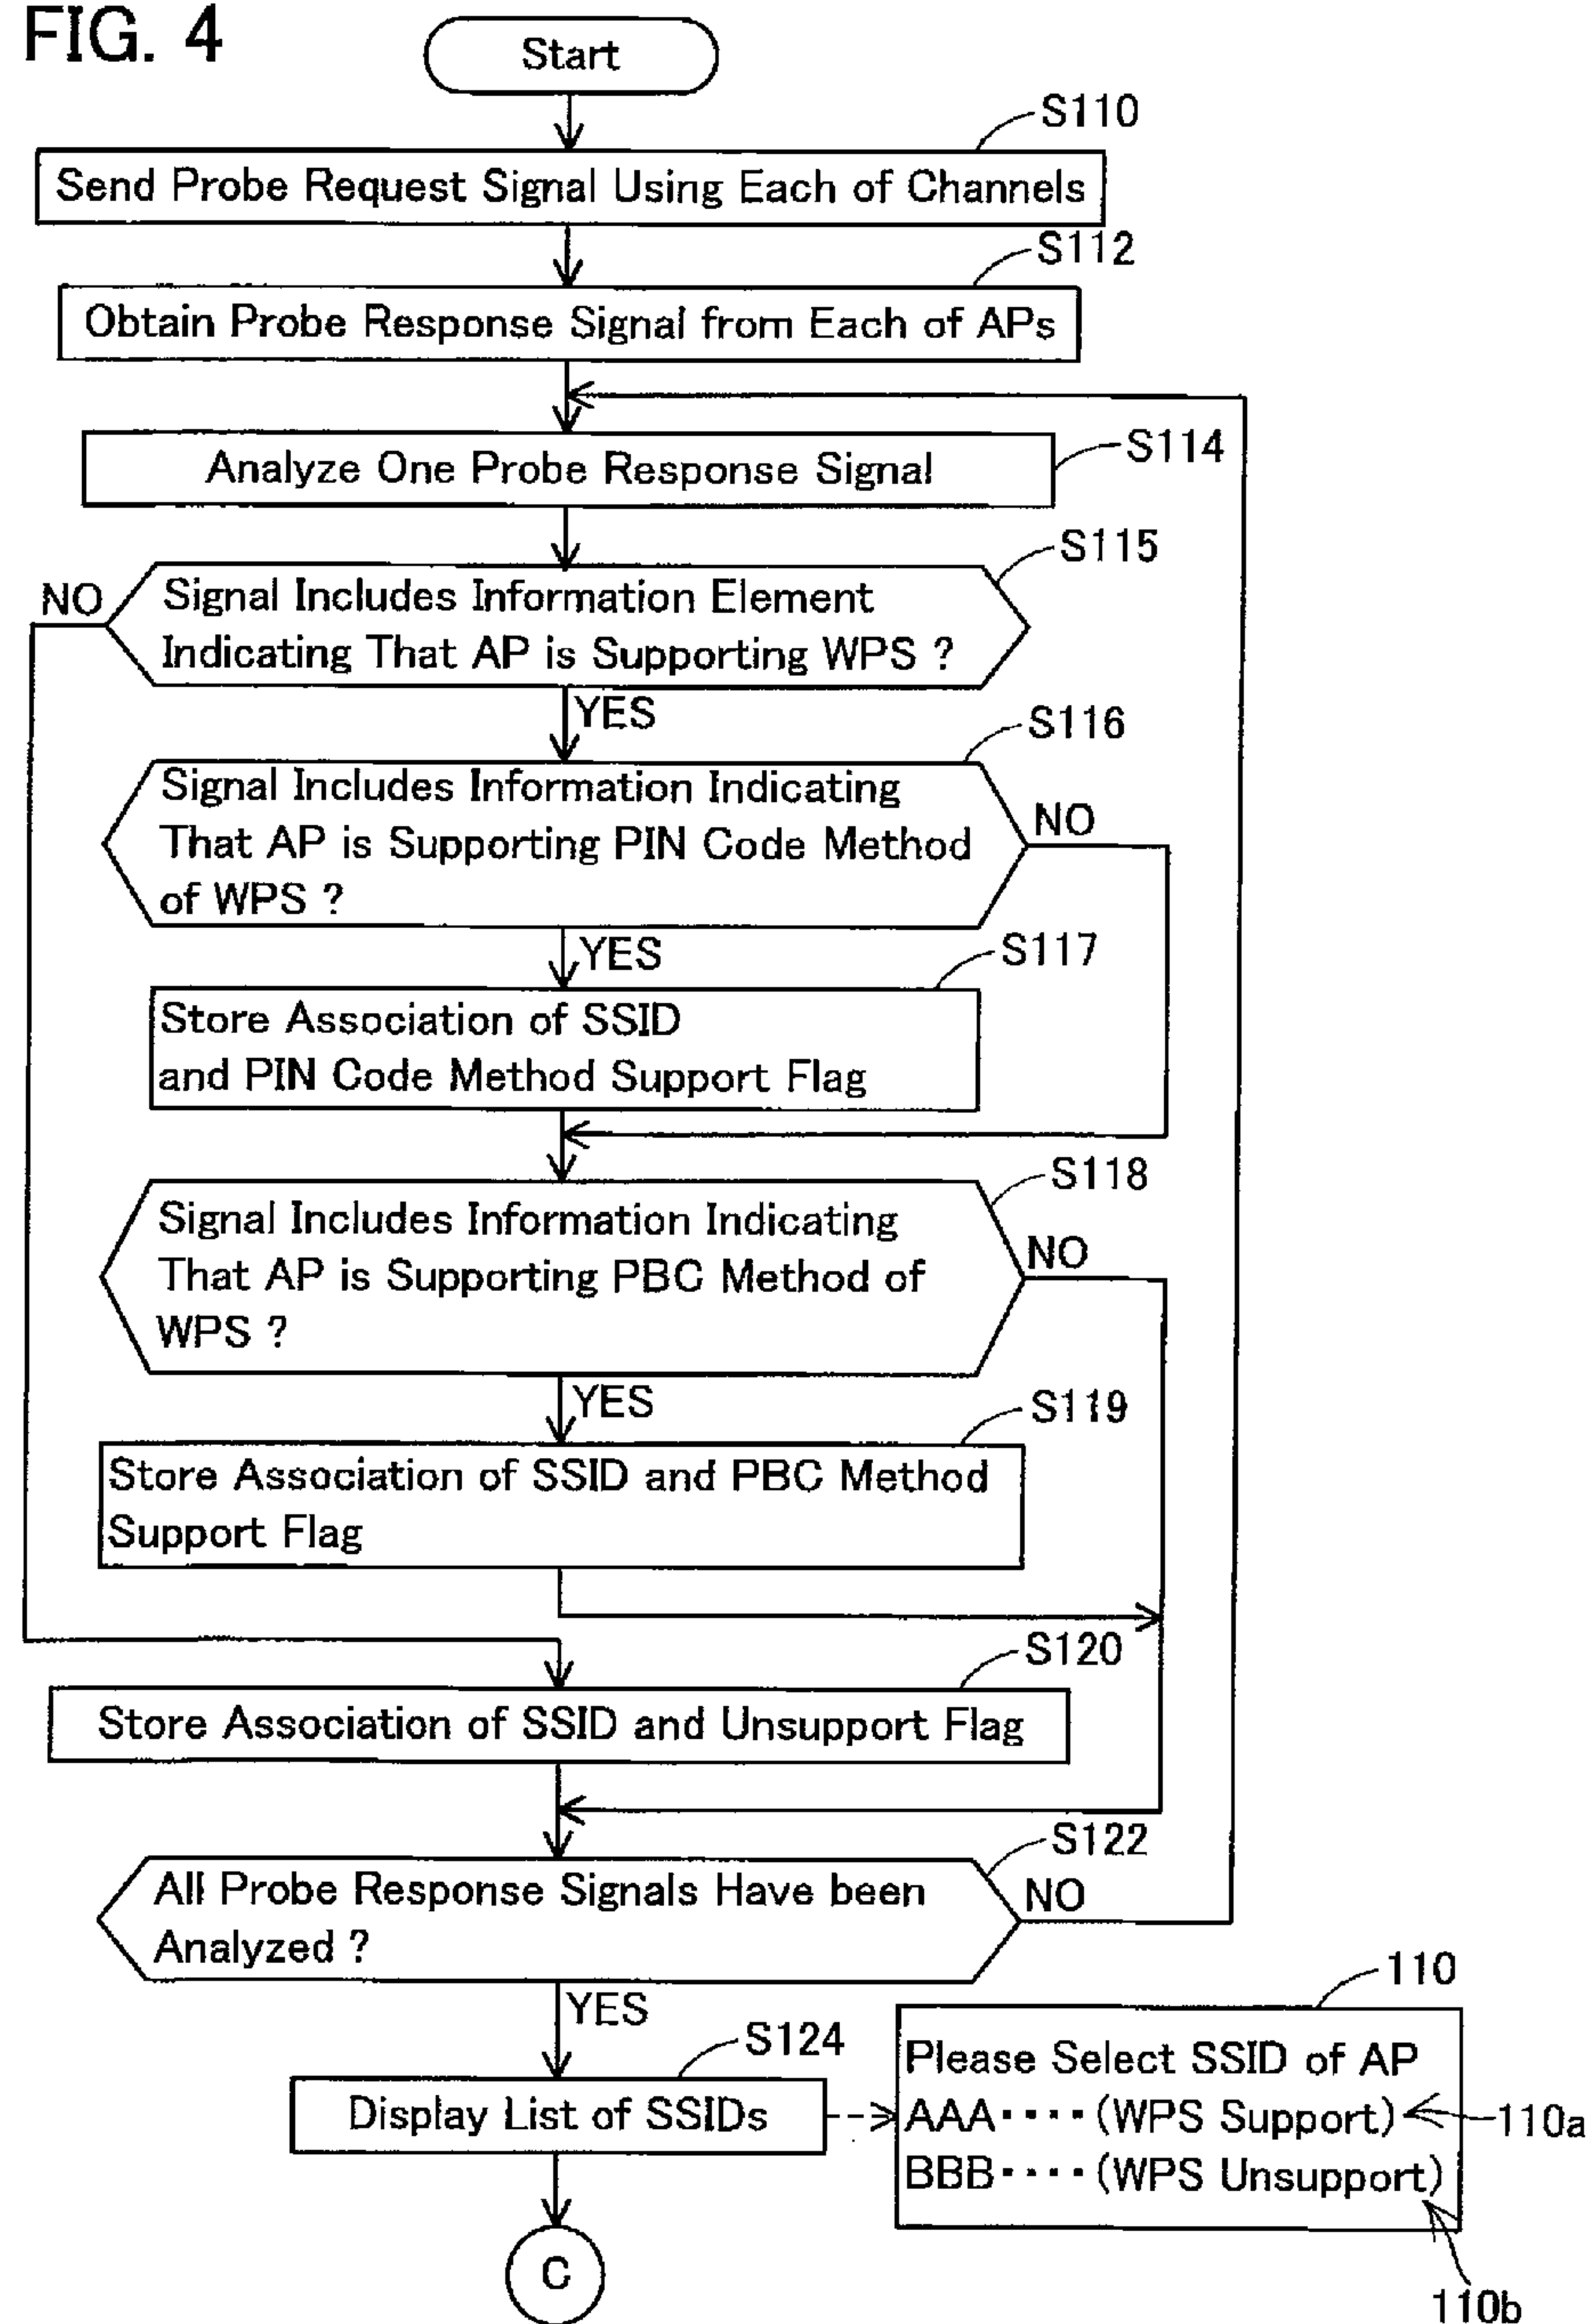 FIG. 4
Start
S110
Send Probe Request Signal Using Each of Channels
S112
Obtain Probe Response Signal from Each of APs
S114
Analyze One Probe Response Signal
S115
NO
Signal Includes Information Element
Indicating That AP is Supporting WPS ?
YES
S116
Signal Includes Information Indicating
That AP is Supporting PIN Code Method
of WPS ?
NO
YES
S117
Store Association of SSID
and PIN Code Method Support Flag
S118
Signal Includes Information Indicating
That AP is Supporting PBC Method of
WPS ?
NO
YES
S119
Store Association of SSID and PBC Method
Support Flag
S120
Store Association of SSID and Unsupport Flag
S122
All Probe Response Signals Have been
Analyzed ?
NO
YES
S124
Display List of SSIDs
110
Please Select SSID of AP
AAA····(WPS Support)
110a
BBB····(WPS Unsupport)
110b
C